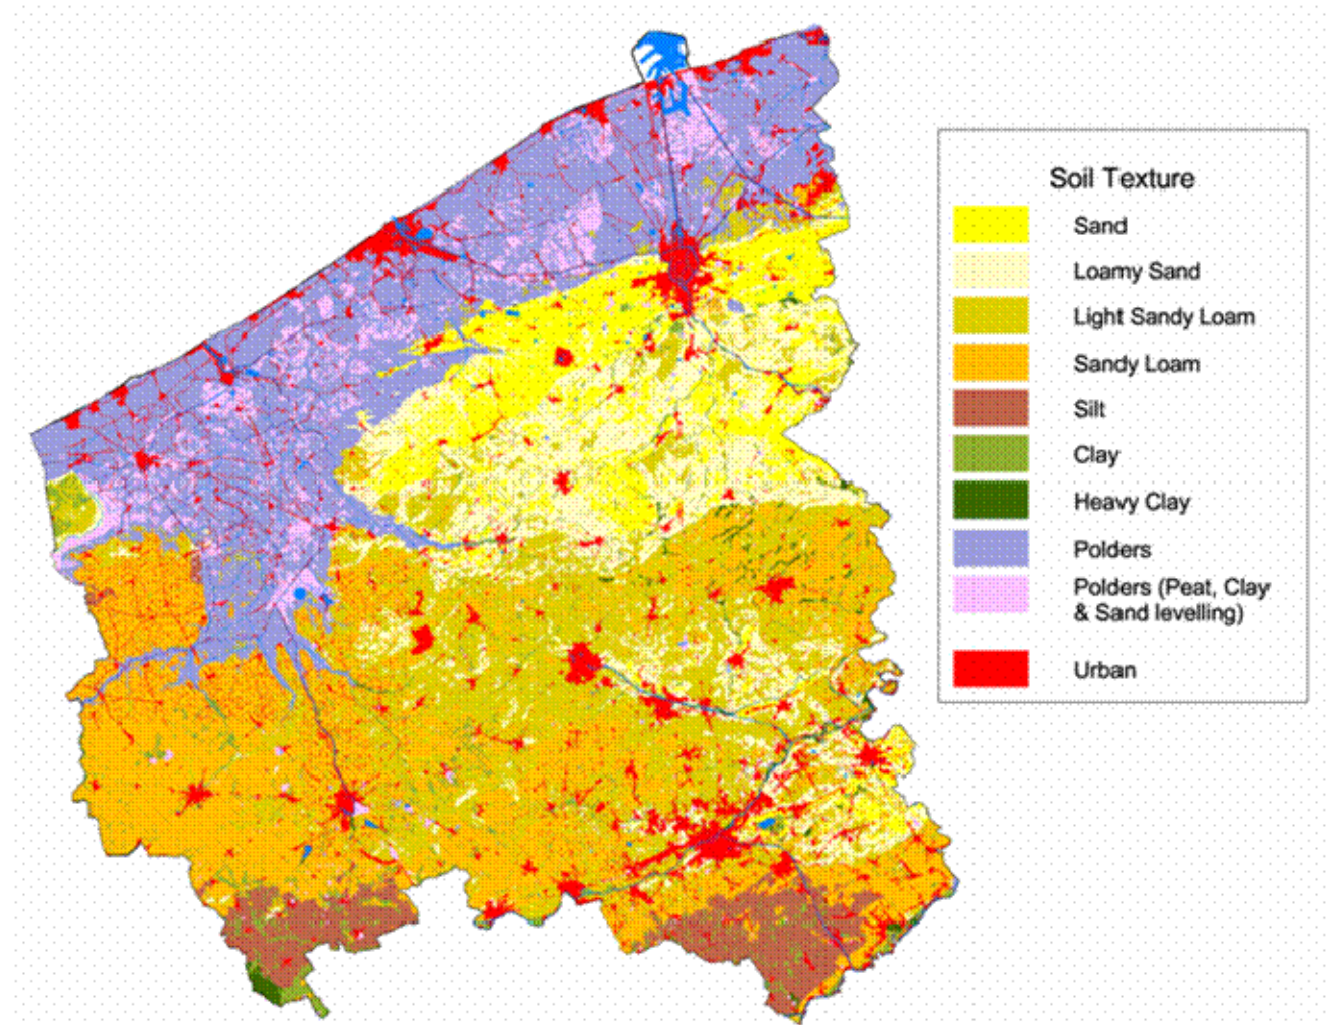 Soil Texture
Sand
Loamy Sand
Light Sandy Loam
Sandy Loam
Silt
Clay
Heavy Clay
Polders
Polders (Peat, Clay
& Sand levelling)
Urban